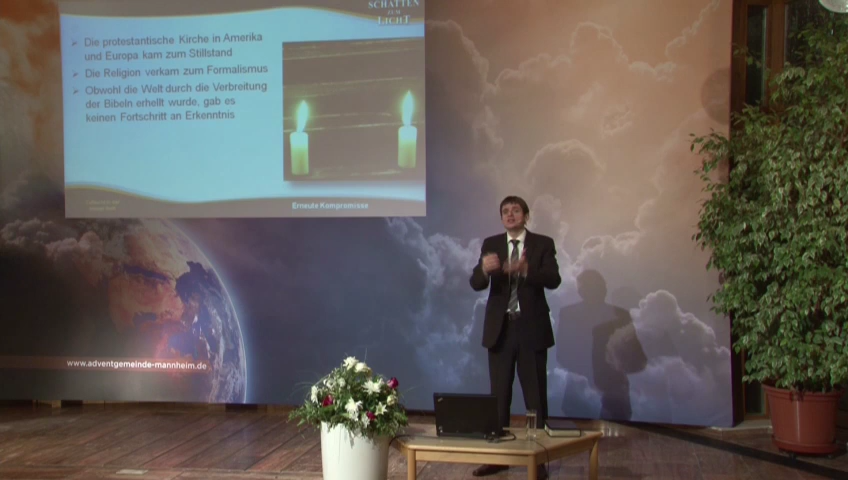 SCHATTEN
ZUM
LICHT
Die protestantische Kirche in Amerika
und Europa kam zum Stillstand
Die Religion verkam zum Formalismus
Obwohl die Welt durch die Verbreitung
der Bibeln erhellt wurde, gab es
keinen Fortschritt an Erkenntnis
Erneute Kompromisse
www.adventgemeinde-mannheim.de